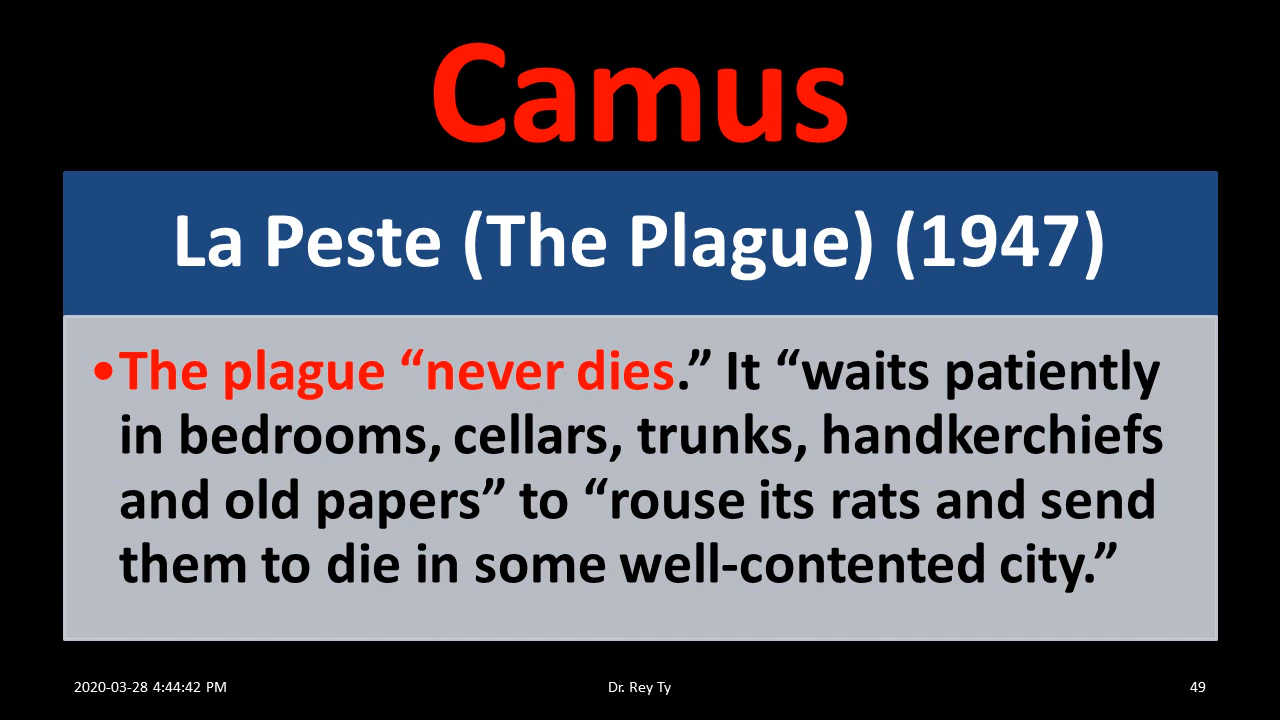 Camus
La Peste (The Plague) (1947)
•The plague “never dies.” It “waits patiently
in bedrooms, cellars, trunks, handkerchiefs
and old papers” to “rouse its rats and send
them to die in some well-contented city.”
2020-03-28 4:44:42 PM
Dr. Rey Ty
49